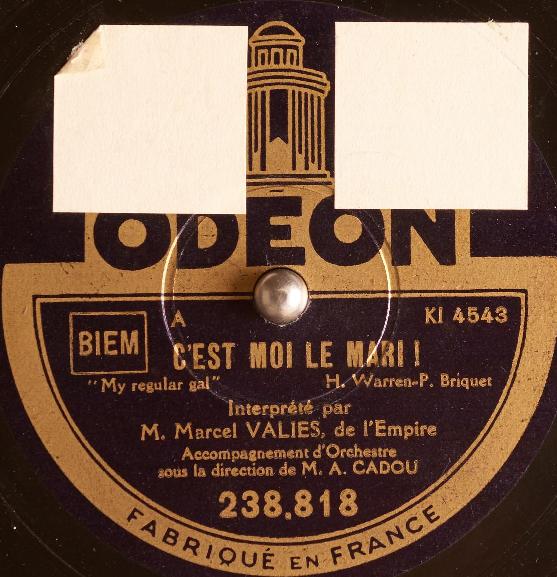 ODEON
BIEM
A
KI 4543
C'EST MOI LE MARI !
"My regular gal"
H. Warren-P. Briquet
Interprété par
M. Marcel VALIES, de l'Empire
Accompagnement d'Orchestre
sous la direction de M. A. CADOU
238.818
FABRIQUÉ EN FRANCE